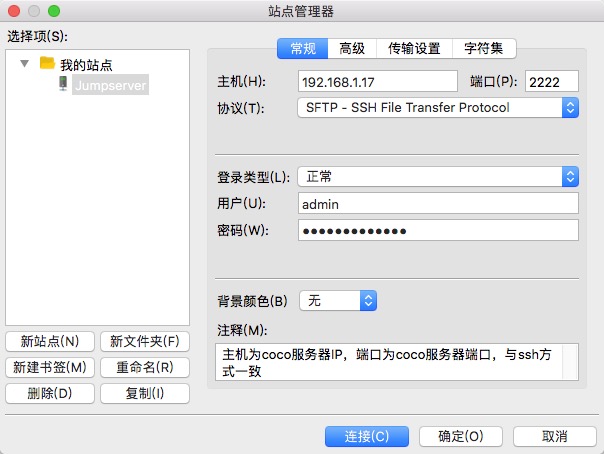 站点管理器
选择项(S):
我的站点
Jumpserver
新站点(N)
新文件夹(F)
新建书签(M)
重命名(R)
删除(D)
复制(I)
常规
高级
传输设置
字符集
主机(H):
192.168.1.17
端口(P):
2222
协议(T):
SFTP - SSH File Transfer Protocol
登录类型(L):
正常
用户(U):
admin
密码(W):
●●●●●●●●●●●●●
背景颜色(B)
无
注释(M):
主机为coco服务器IP，端口为coco服务器端口，与ssh方
式一致
连接(C)
确定(O)
取消